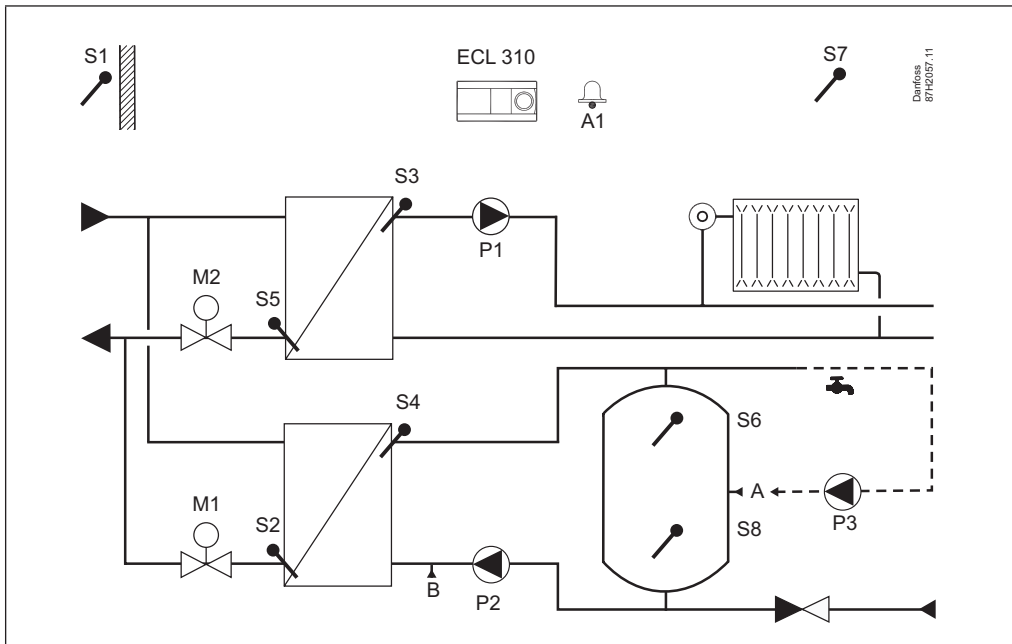 S1
ECL 310
A1
S7
Danfoss
87H2057.11
S3
P1
M2
S5
S4
S6
A
P3
S8
M1
S2
B
P2